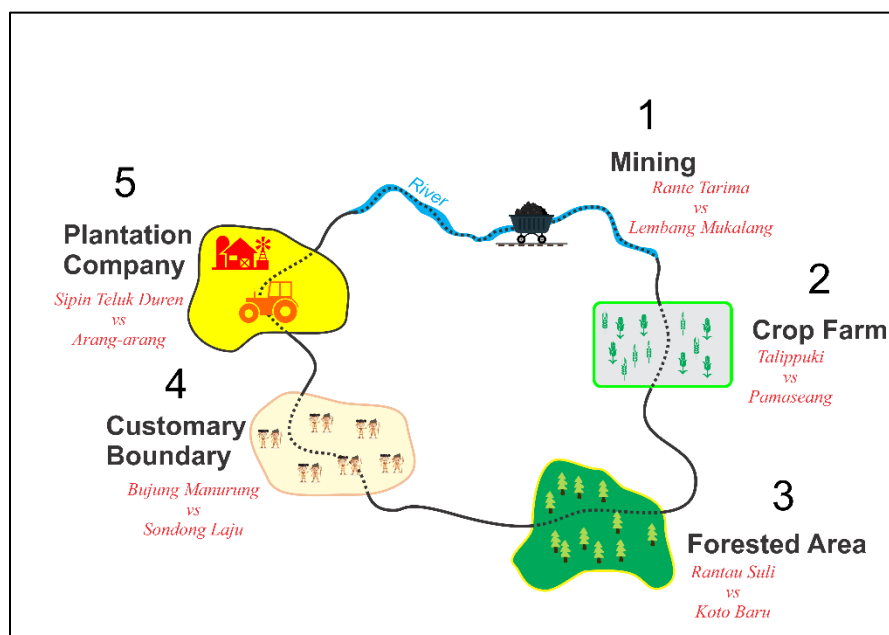 1
Mining
Rante Tarima
vs
Lembang Mukalang
River
5
Plantation
Company
Sipin Teluk Duren
vs
Arang-arang
2
Crop Farm
Talippuki
vs
Pamaseang
4
Customary
Boundary
Bujung Manurung
vs
Sondong Laju
3
Forested Area
Rantau Suli
vs
Koto Baru